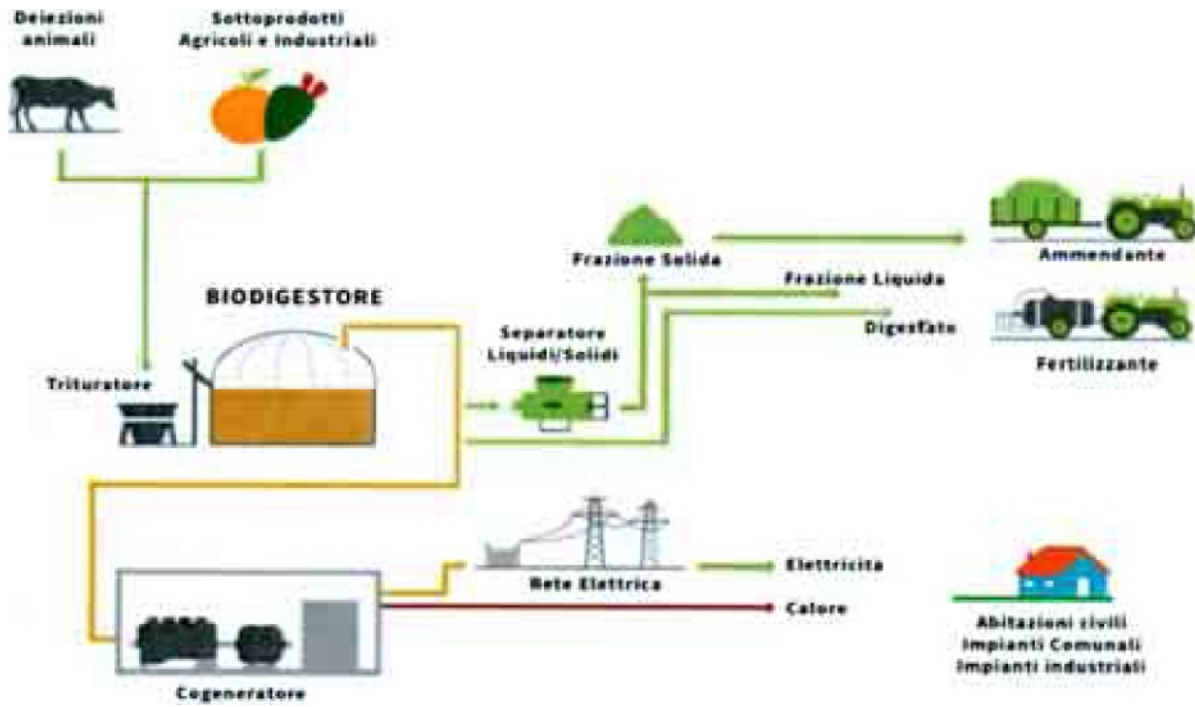 Deiezioni
animali
Sottoprodotti
Agricoli e Industriali
Frazione Solida
Ammendante
Frazione Liquida
BIODIGESTORE
Separatore
Liquidi/Solidi
Digestato
Fertilizzante
Trituratore
Rete Elettrica
Elettricita
Calore
Abitazioni civili
Impianti Comunali
Impianti industriali
Cogeneratore